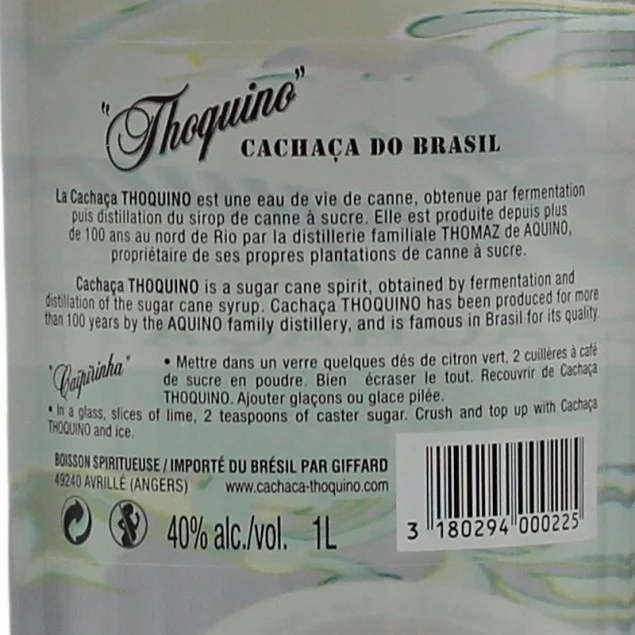 "Thoquino"
CACHAÇA DO BRASIL
La Cachaça THOQUINO est une eau de vie de canne, obtenue par fermentation
puis distillation du sirop de canne à sucre. Elle est produite depuis plus
de 100 ans au nord de Rio par la distillerie familiale THOMAZ de AQUINO,
propriétaire de ses propres plantations de canne à sucre.
Cachaça THOQUINO is a sugar cane spirit, obtained by fermentation and
distillation of the sugar cane syrup. Cachaça THOQUINO has been produced for more
than 100 years by the AQUINO family distillery, and is famous in Brasil for its quality.
"Caïpirinha"
• Mettre dans un verre quelques dés de citron vert, 2 cuillères à café
de sucre en poudre. Bien écraser le tout. Recouvrir de Cachaça
THOQUINO. Ajouter glaçons ou glace pilée.
• In a glass, slices of lime, 2 teaspoons of caster sugar. Crush and top up with Cachaça
THOQUINO and ice.
BOISSON SPIRITUEUSE / IMPORTÉ DU BRÉSIL PAR GIFFARD
49240 AVRILLÉ (ANGERS) www.cachaca-thoquino.com
40% alc./vol. 1L
3 180294 000225